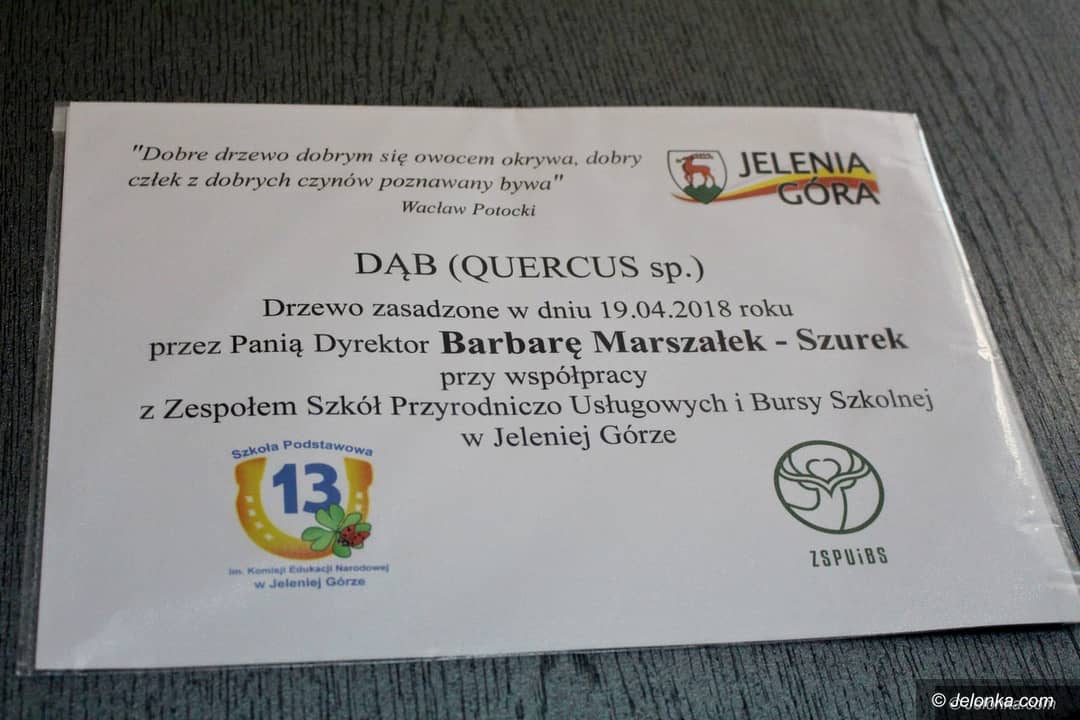 "Dobre drzewo dobrym się owocem okrywa, dobry
człek z dobrych czynów poznawany bywa"
Wacław Potocki
JELENIA
GÓRA
DĄB (QUERCUS sp.)
Drzewo zasadzone w dniu 19.04.2018 roku
przez Panią Dyrektor Barbarę Marszałek - Szurek
przy współpracy
z Zespołem Szkół Przyrodniczo Usługowych i Bursy Szkolnej
w Jeleniej Górze
Szkoła Podstawowa
13
im. Komisji Edukacji Narodowej
w Jeleniej Górze
ZSPUiBS
© Jelonka.com